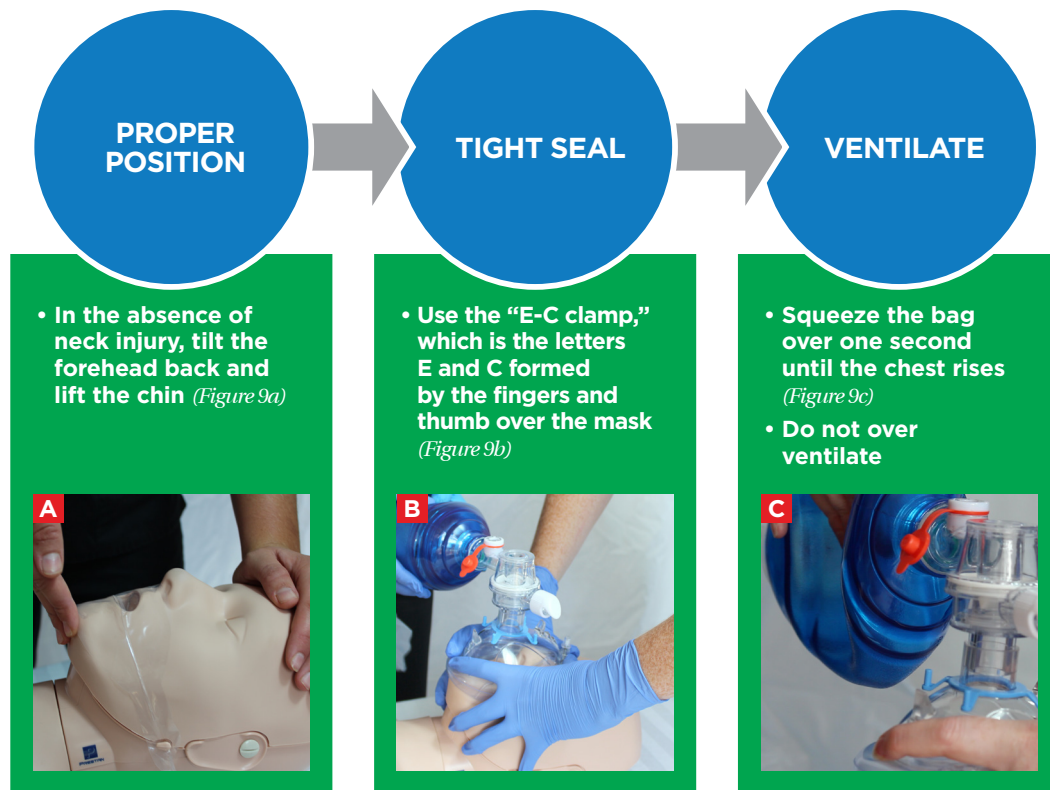 PROPER
POSITION
TIGHT SEAL
VENTILATE
• In the absence of
neck injury, tilt the
forehead back and
lift the chin (Figure 9a)
• Use the “E-C clamp,”
which is the letters
E and C formed
by the fingers and
thumb over the mask
(Figure 9b)
• Squeeze the bag
over one second
until the chest rises
(Figure 9c)
• Do not over
ventilate
A
B
C
PRESTAN